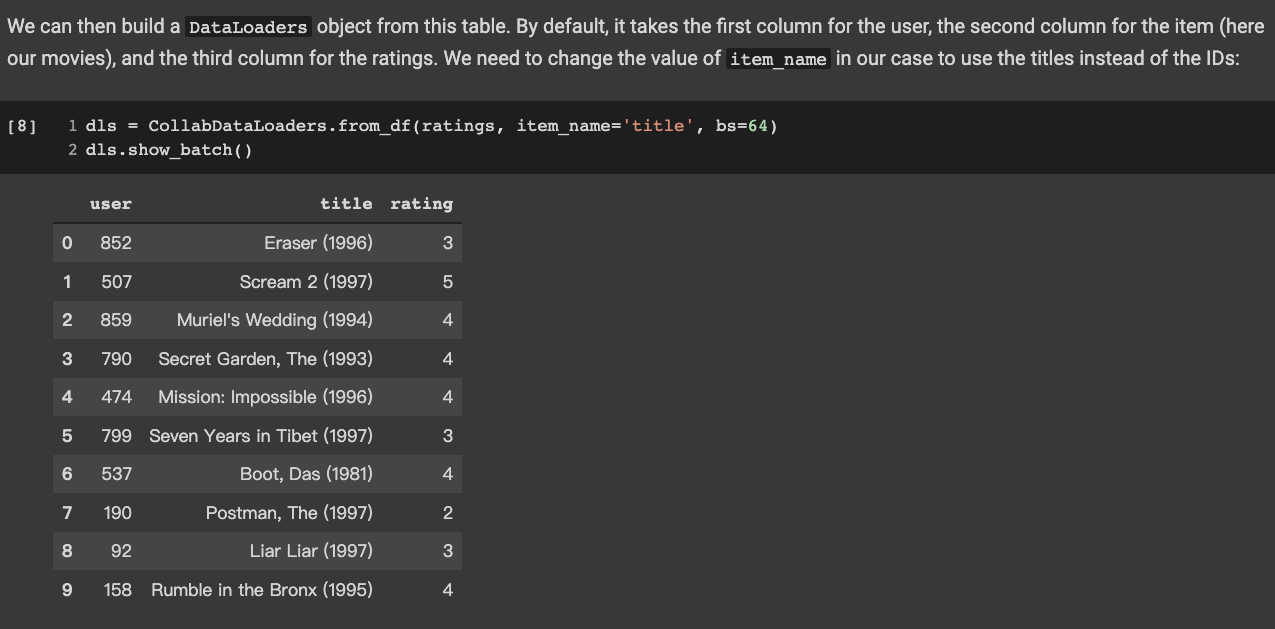 We can then build a DataLoaders object from this table. By default, it takes the first column for the user, the second column for the item (here
our movies), and the third column for the ratings. We need to change the value of item_name in our case to use the titles instead of the IDs:
[8] 1 dls = CollabDataLoaders.from_df(ratings, item_name='title', bs=64)
2 dls.show_batch()
user title rating
0 852 Eraser (1996) 3
1 507 Scream 2 (1997) 5
2 859 Muriel's Wedding (1994) 4
3 790 Secret Garden, The (1993) 4
4 474 Mission: Impossible (1996) 4
5 799 Seven Years in Tibet (1997) 3
6 537 Boot, Das (1981) 4
7 190 Postman, The (1997) 2
8 92 Liar Liar (1997) 3
9 158 Rumble in the Bronx (1995) 4